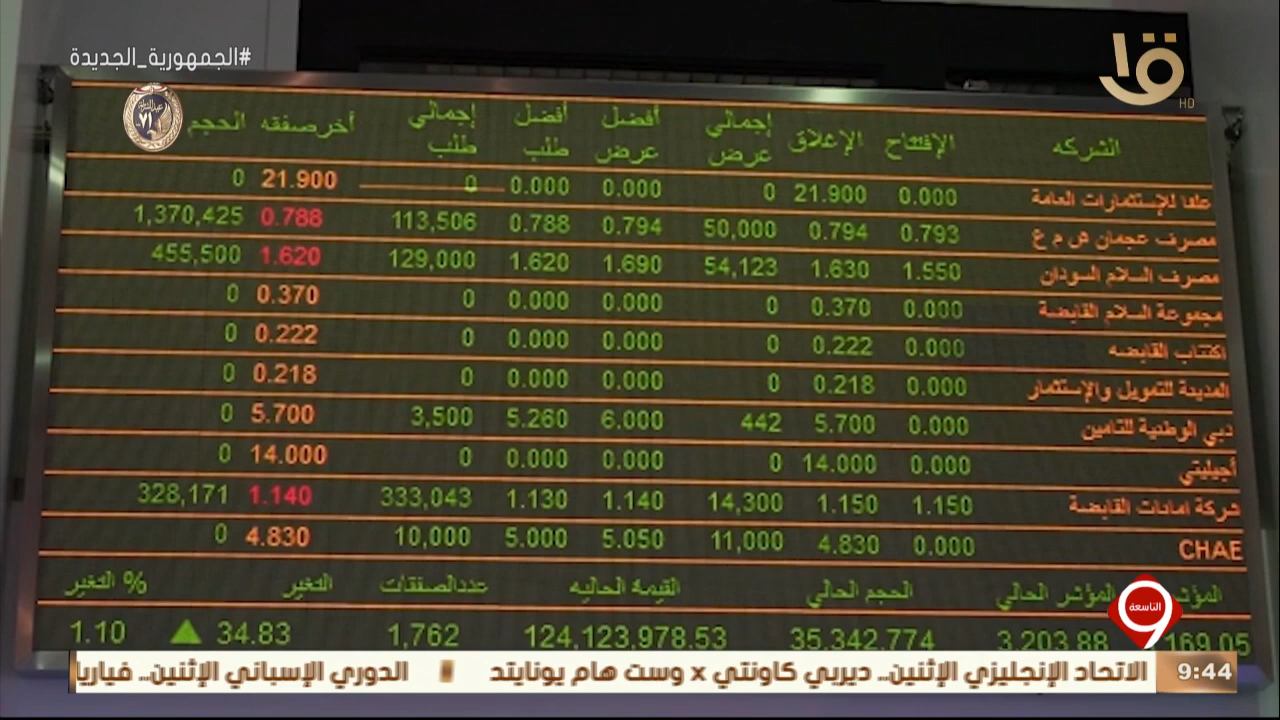 #الجمهورية_الجديدة
HD
الشركه الإفتتاح الإغلاق إجمالي عرض أفضل عرض أفضل طلب إجمالي طلب أخرصفقه الحجم
للإستثمارات العامة 0.000 21.900 0 0.000 0.000 0 21.900 0
مصرف عجمان ش م ع 0.793 0.794 50,000 0.794 0.788 113,506 0.788 1,370,425
مصرف السلام السودان 1.550 1.630 54,123 1.690 1.620 129,000 1.620 455,500
مجموعة السلام القابضة 0.000 0.370 0 0.000 0.000 0 0.370 0
اكتتاب القابضه 0.000 0.222 0 0.000 0.000 0 0.222 0
المدينة للتمويل والإستثمار 0.000 0.218 0 0.000 0.000 0 0.218 0
دبي الوطنية للتامين 0.000 5.700 442 6.000 5.260 3,500 5.700 0
أجيليتي 0.000 14.000 0 0.000 0.000 0 14.000 0
شركة امانات القابضة 1.150 1.150 14,300 1.140 1.130 333,043 1.140 328,171
CHAE 0.000 4.830 11,000 5.050 5.000 10,000 4.830 0
المؤشر الحالي الحجم الحالي القيمة الحاليه عددالصفقات التغير % التغير
169.05 3,203.88 35,342,774 124,123,978.53 1,762 34.83 ▲ 1.10
التاسعة
9
9:44 الاتحاد الإنجليزي الإثنين.. ديربي كاونتي x وست هام يونايتد الدوري الإسباني الإثنين.. فياريا